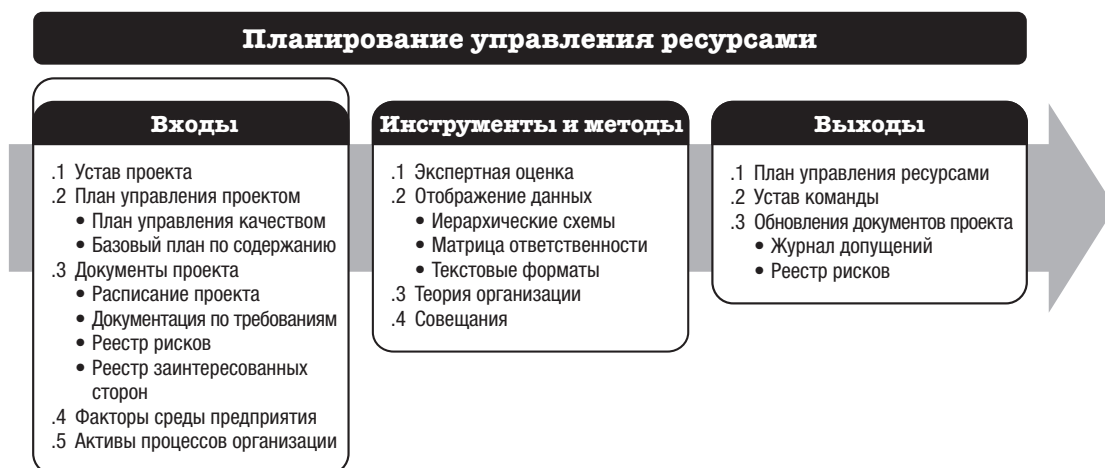 Планирование управления ресурсами
Входы
.1 Устав проекта
.2 План управления проектом
• План управления качеством
• Базовый план по содержанию
.3 Документы проекта
• Расписание проекта
• Документация по требованиям
• Реестр рисков
• Реестр заинтересованных
сторон
.4 Факторы среды предприятия
.5 Активы процессов организации
Инструменты и методы
.1 Экспертная оценка
.2 Отображение данных
• Иерархические схемы
• Матрица ответственности
• Текстовые форматы
.3 Теория организации
.4 Совещания
Выходы
.1 План управления ресурсами
.2 Устав команды
.3 Обновления документов проекта
• Журнал допущений
• Реестр рисков